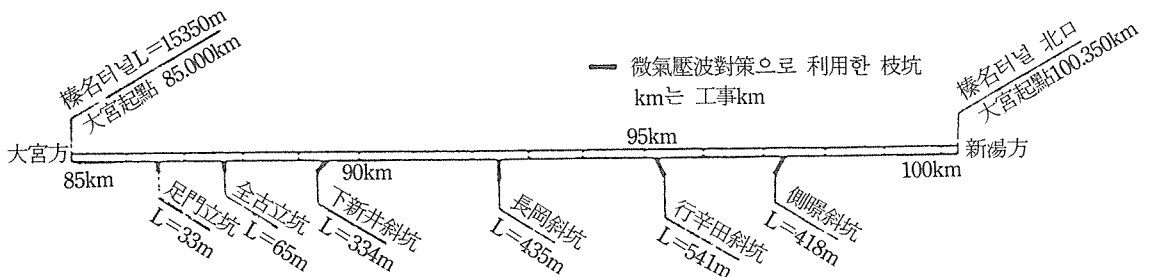 榛名터널L=15350m
大宮起點 85.000km
微氣壓波對策으로 利用한 枝坑
km는 工事km
榛名터널 北口
大宮起點100.350km
大宮方
95km
新湯方
85km
90km
100km
足門立坑
L=33m
全古立坑
L=65m
下新井斜坑
L=334m
長岡斜坑
L=435m
行辛田斜坑
L=541m
側暻斜坑
L=418m